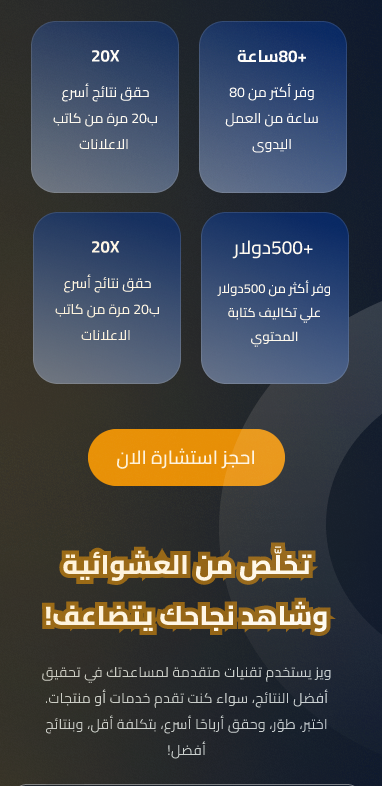 +80ساعة
وفر أكتر من 80
ساعة من العمل
اليدوى
20X
حقق نتائج أسرع
ب20 مرة من كاتب
الاعلانات
+500دولار
وفر أكثر من 500دولار
علي تكاليف كتابة
المحتوي
20X
حقق نتائج أسرع
ب20 مرة من كاتب
الاعلانات
احجز استشارة الان
تخلَّص من العشوائية
وشاهد نجاحك يتضاعف!
ويز يستخدم تقنيات متقدمة لمساعدتك في تحقيق
أفضل النتائج، سواء كنت تقدم خدمات أو منتجات.
اختبر، طوّر، وحقق أرباحًا أسرع، بتكلفة أقل، وبنتائج
أفضل!